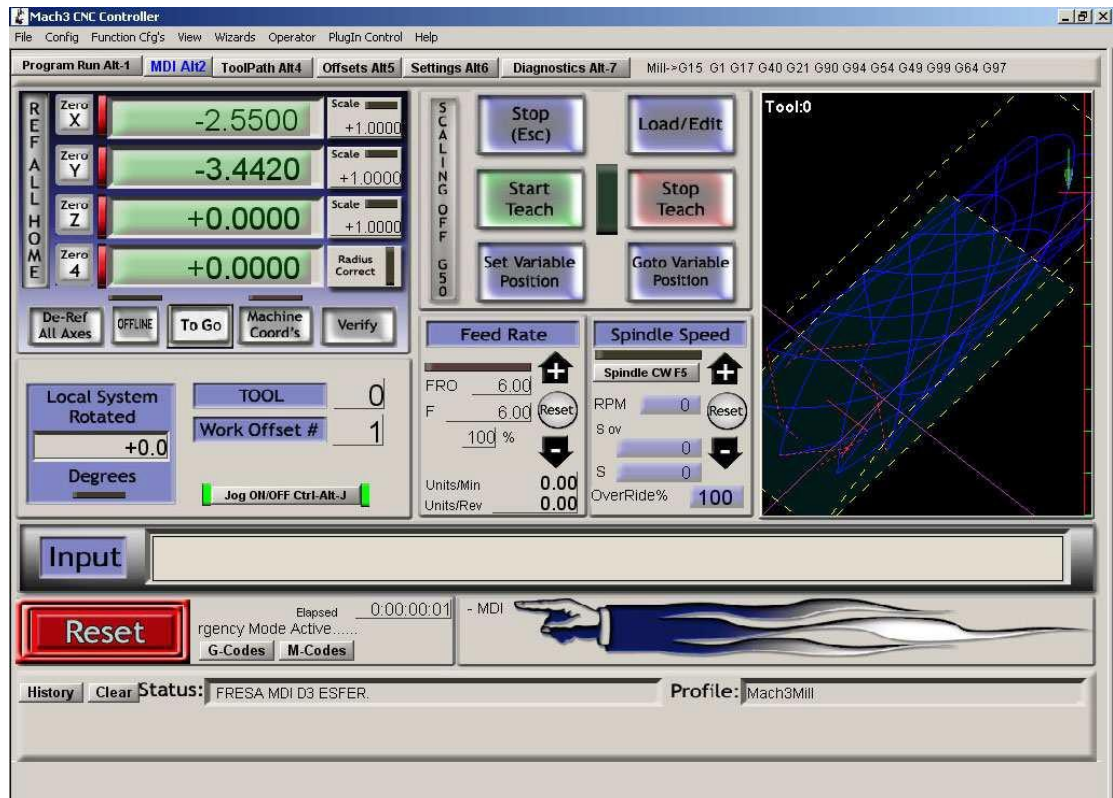 Mach3 CNC Controller
File Config Function Cfg's View Wizards Operator PlugIn Control Help
Program Run Alt-1 MDI Alt2 ToolPath Alt4 Offsets Alt5 Settings Alt6 Diagnostics Alt-7 Mill->G15 G1 G17 G40 G21 G90 G94 G54 G49 G99 G64 G97
REF ALL HOME
Zero X -2.5500 Scale +1.0000
Zero Y -3.4420 Scale +1.0000
Zero Z +0.0000 Scale +1.0000
Zero 4 +0.0000 Radius Correct
De-Ref All Axes OFFLINE To Go Machine Coord's Verify
SCALING OFF G50
Stop (Esc) Load/Edit
Start Teach Stop Teach
Set Variable Position Goto Variable Position
Tool:0
Local System Rotated
+0.0
Degrees
TOOL 0
Work Offset # 1
Jog ON/OFF Ctrl-Alt-J
Feed Rate
FRO 6.00
F 6.00 Reset
100 %
Units/Min 0.00
Units/Rev 0.00
Spindle Speed
Spindle CW F5
RPM 0 Reset
S ov
0
S 0
OverRide% 100
Input
Reset
Elapsed 0:00:00:01
rgency Mode Active......
G-Codes M-Codes
- MDI
History Clear Status: FRESA MDI D3 ESFER. Profile: Mach3Mill